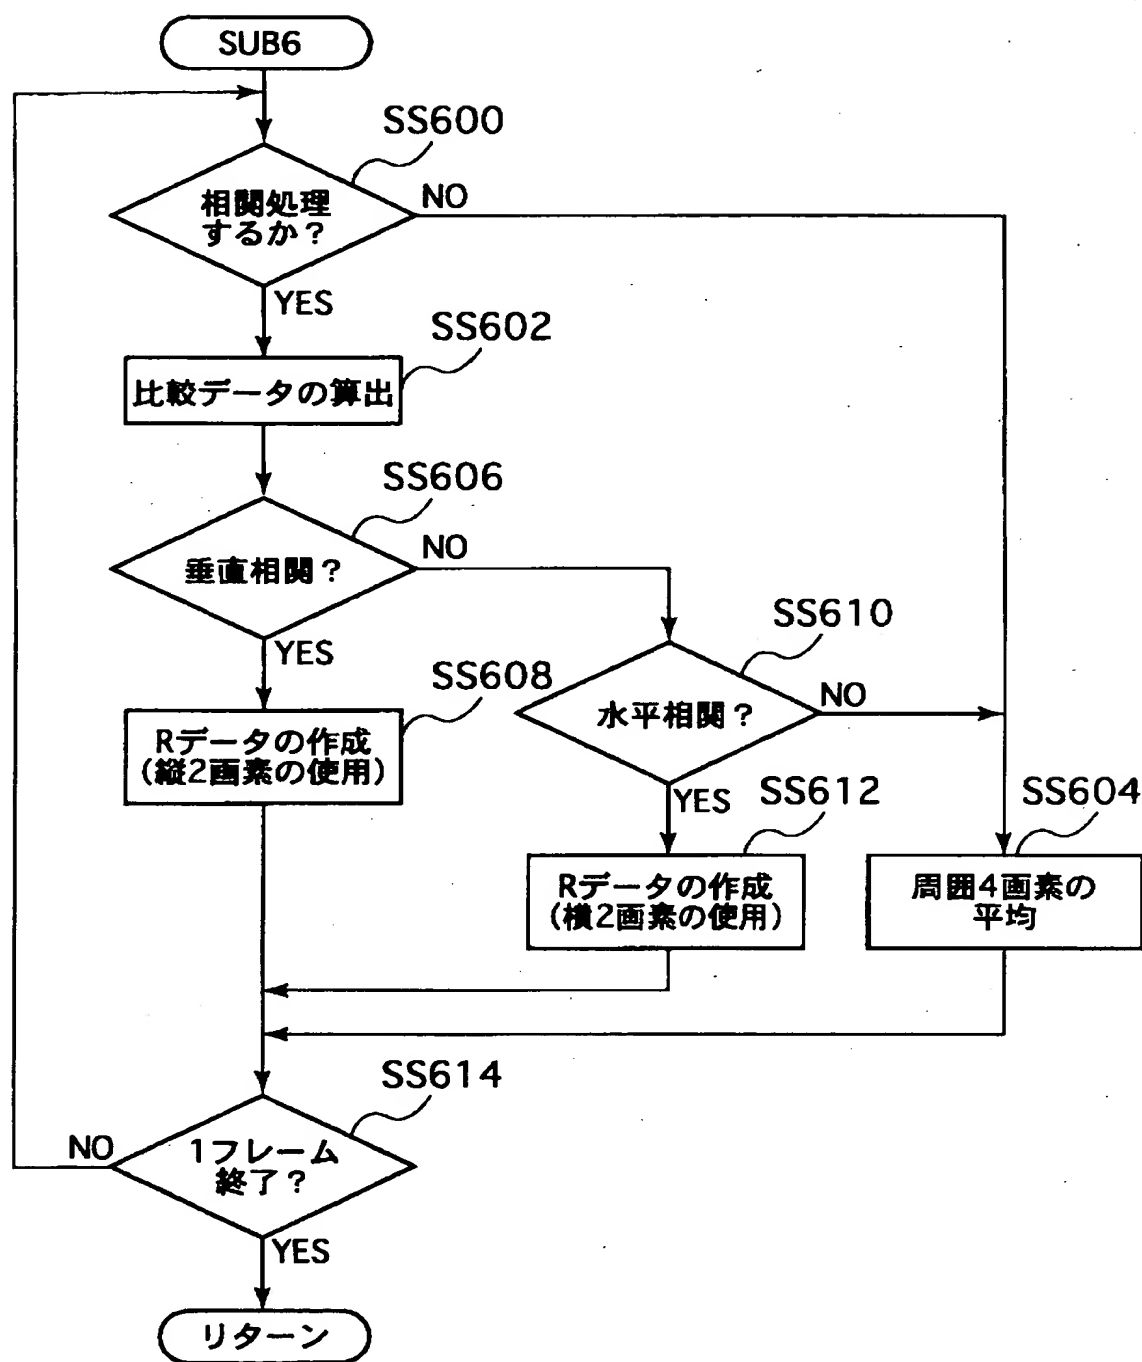 SUB6
SS600
相関処理
するか？
NO
YES
SS602
比較データの算出
SS606
垂直相関？
NO
YES
SS610
水平相関？
NO
YES
SS608
Rデータの作成
（縦2画素の使用）
SS612
Rデータの作成
（横2画素の使用）
SS604
周囲4画素の
平均
SS614
1フレーム
終了？
NO
YES
リターン